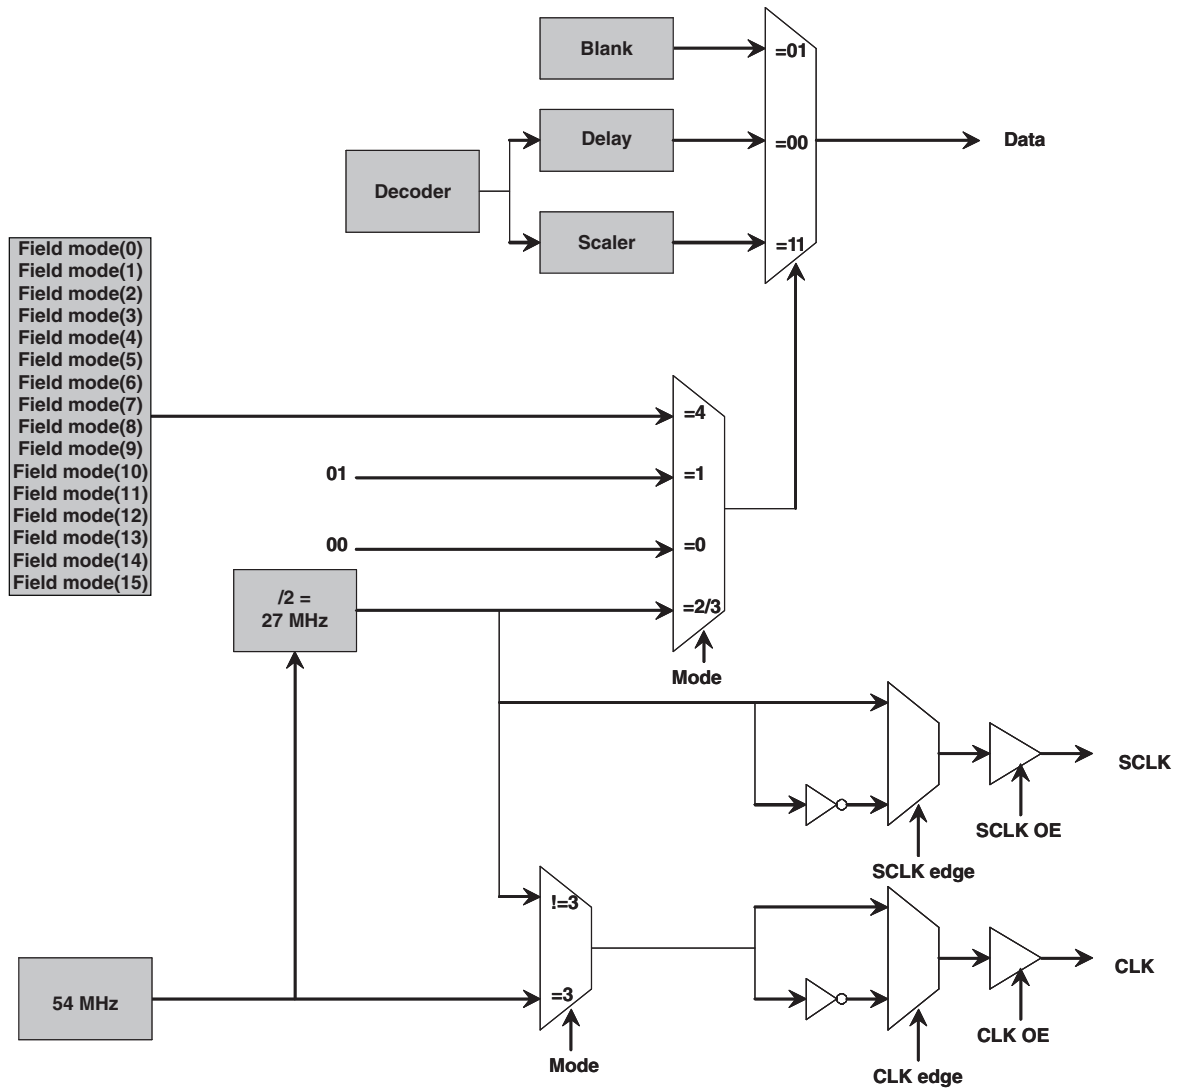 Blank
=01
Delay
=00
Data
Decoder
Scaler
=11
Field mode(0)
Field mode(1)
Field mode(2)
Field mode(3)
Field mode(4)
Field mode(5)
Field mode(6)
Field mode(7)
Field mode(8)
Field mode(9)
Field mode(10)
Field mode(11)
Field mode(12)
Field mode(13)
Field mode(14)
Field mode(15)
=4
01
=1
00
=0
/2 =
27 MHz
=2/3
Mode
SCLK
SCLK OE
SCLK edge
!=3
54 MHz
=3
Mode
CLK
CLK OE
CLK edge